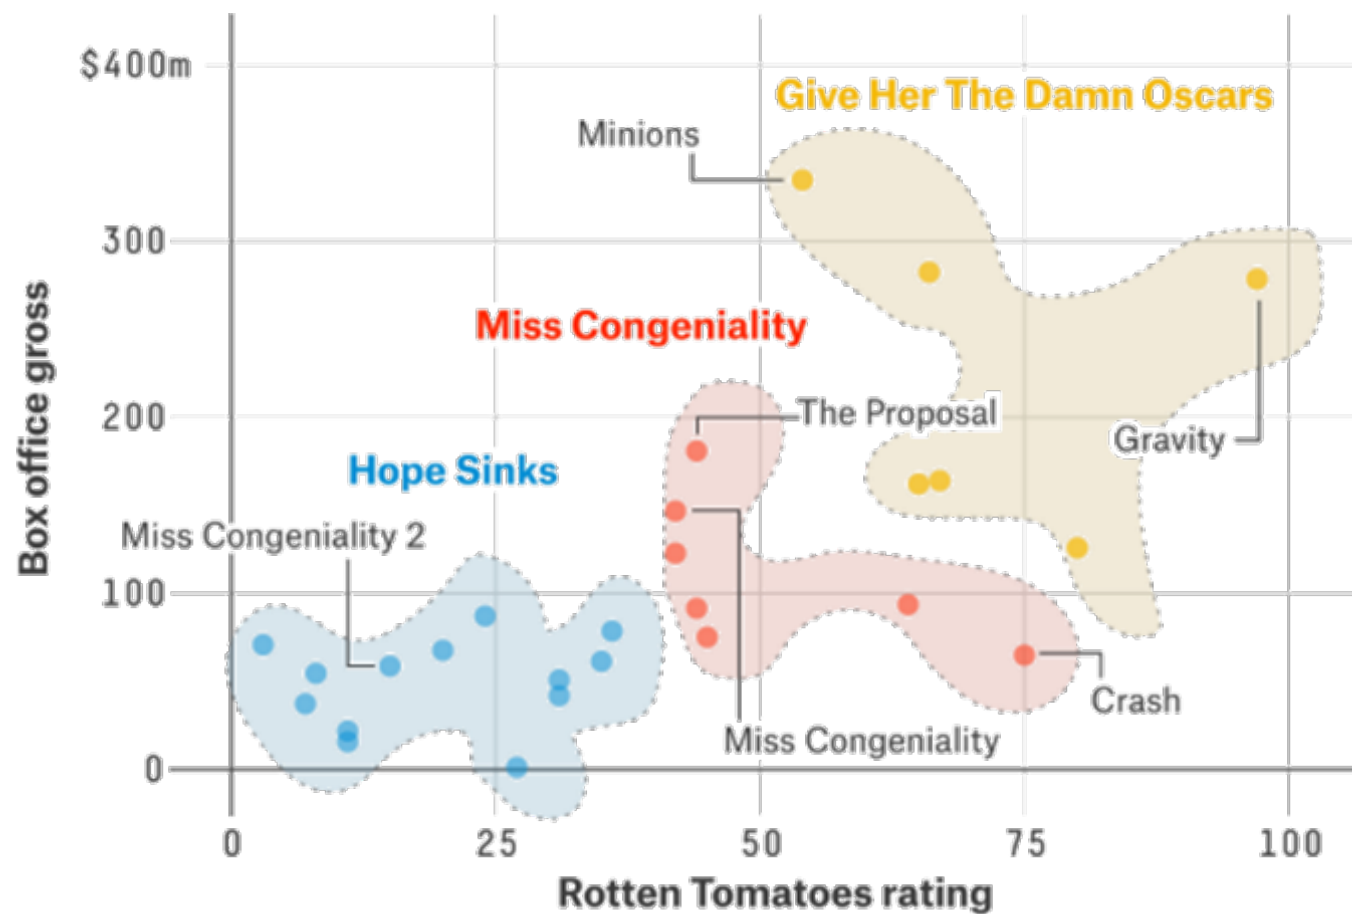 $400m
Give Her The Damn Oscars
Minions
300
Miss Congeniality
200
The Proposal
Gravity
Hope Sinks
Miss Congeniality 2
100
Crash
Miss Congeniality
0
0 25 50 75 100
Rotten Tomatoes rating
Box office gross